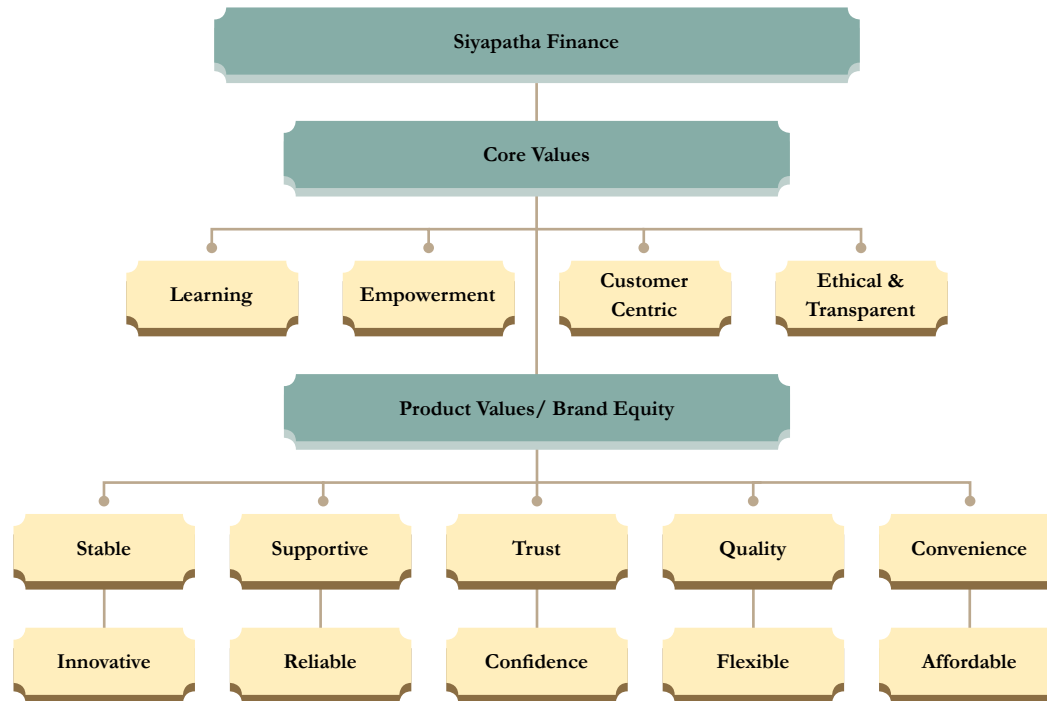 Siyapatha Finance
Core Values
Learning
Empowerment
Customer
Centric
Ethical &
Transparent
Product Values/ Brand Equity
Stable
Supportive
Trust
Quality
Convenience
Innovative
Reliable
Confidence
Flexible
Affordable